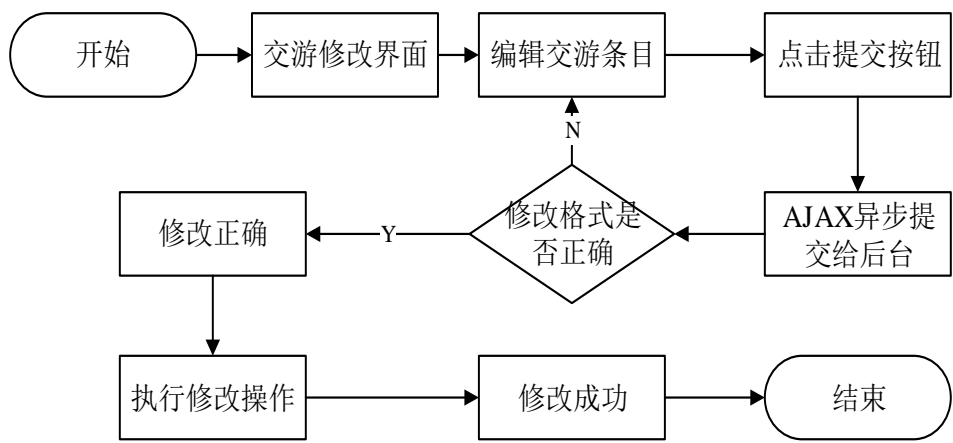 开始
交游修改界面
编辑交游条目
点击提交按钮
N
修改正确
Y
修改格式是
否正确
AJAX异步提
交给后台
执行修改操作
修改成功
结束